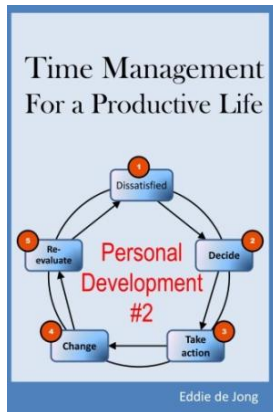 Time Management
For a Productive Life
1
Dissatisfied
2
Decide
3
Take
action
4
Change
5
Re-
evaluate
Personal
Development
#2
Eddie de Jong